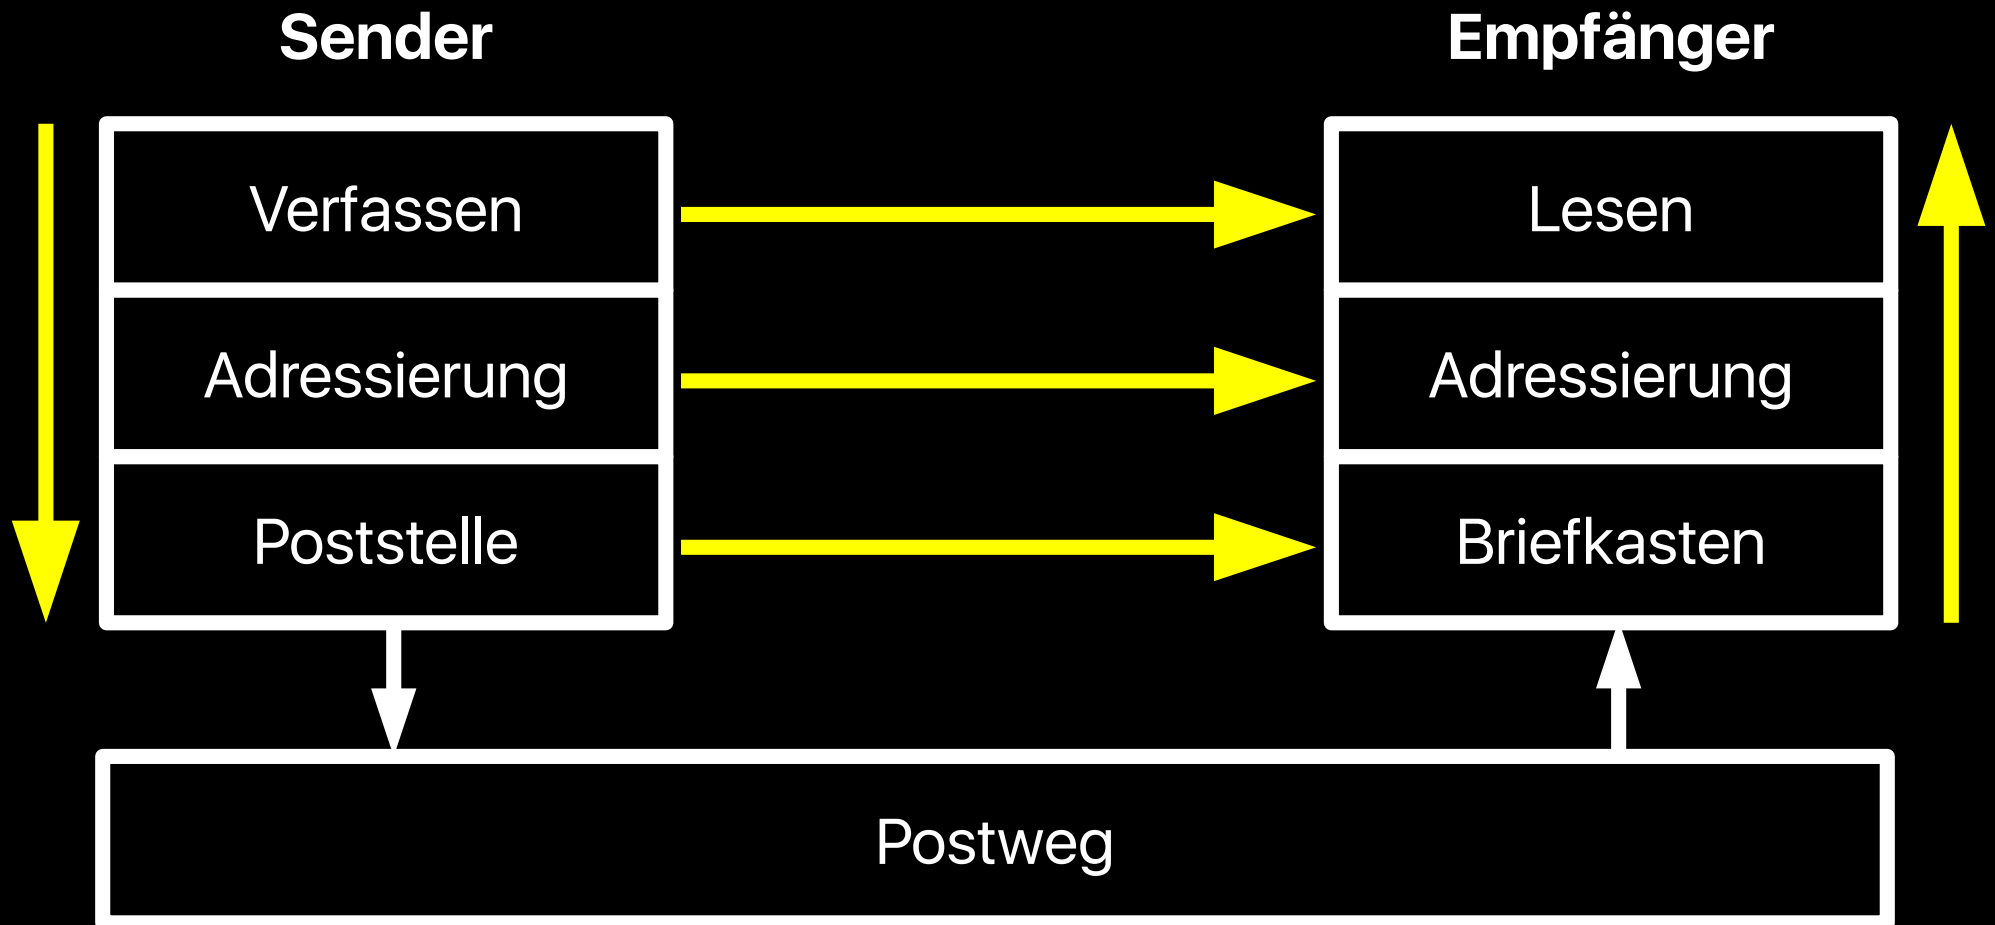 Sender
Empfänger
Verfassen
Lesen
Adressierung
Adressierung
Poststelle
Briefkasten
Postweg